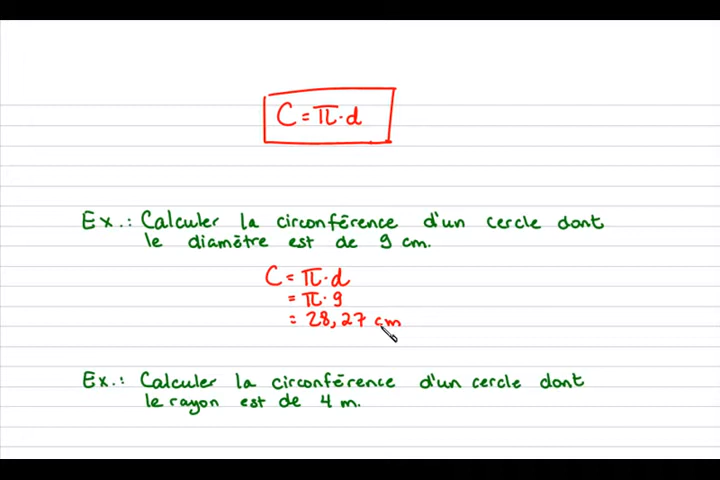 C = π·d
Ex.: Calculer la circonférence d'un cercle dont
le diamètre est de 9 cm.
C = π·d
= π·9
= 28,27 cm
Ex.: Calculer la circonférence d'un cercle dont
le rayon est de 4 m.